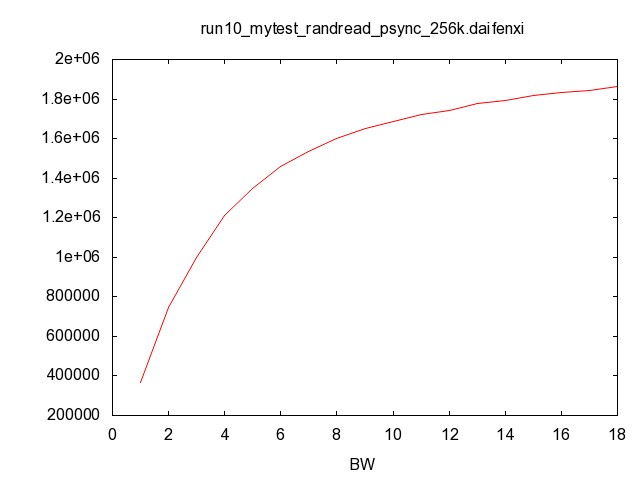 run10_mytest_randread_psync_256k.daifenxi
2e+06
1.8e+06
1.6e+06
1.4e+06
1.2e+06
1e+06
800000
600000
400000
200000
0 2 4 6 8 10 12 14 16 18
BW